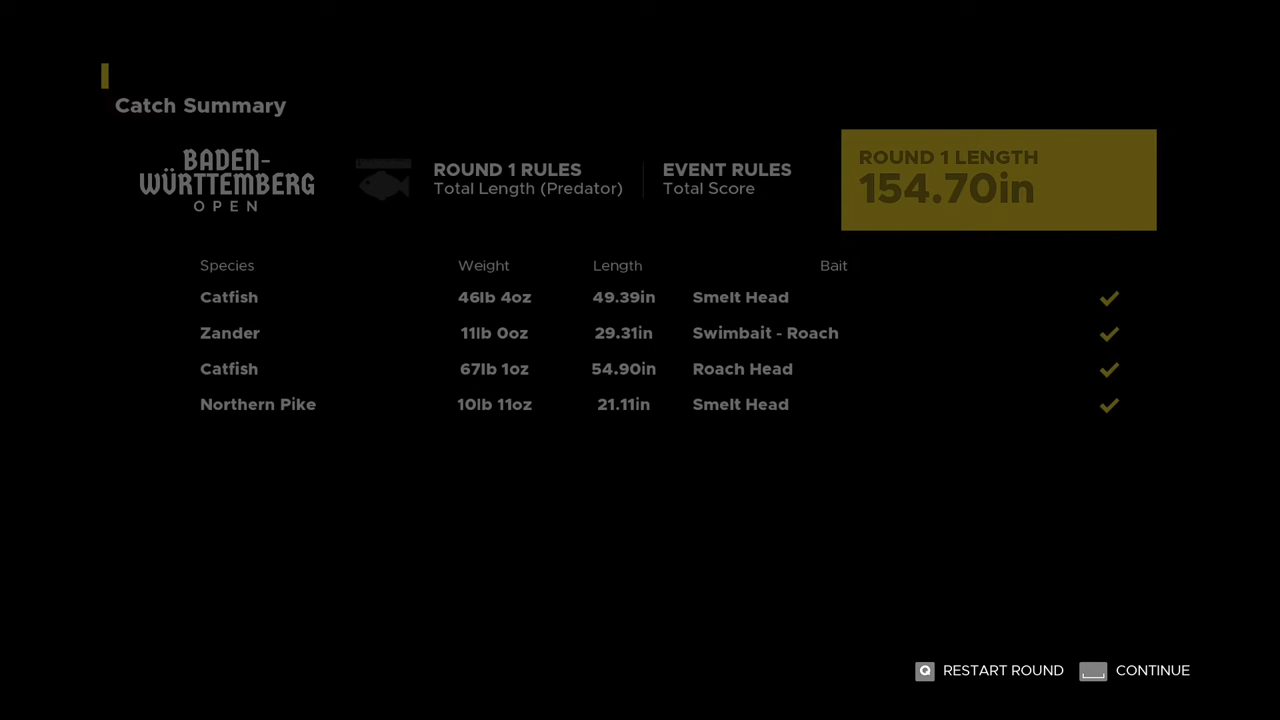 Catch Summary
BADEN-
WÜRTTEMBERG
OPEN
ROUND 1 RULES
Total Length (Predator)
EVENT RULES
Total Score
ROUND 1 LENGTH
154.70in
Species Weight Length Bait
Catfish 46lb 4oz 49.39in Smelt Head
Zander 11lb 0oz 29.31in Swimbait - Roach
Catfish 67lb 1oz 54.90in Roach Head
Northern Pike 10lb 11oz 21.11in Smelt Head
Q RESTART ROUND CONTINUE